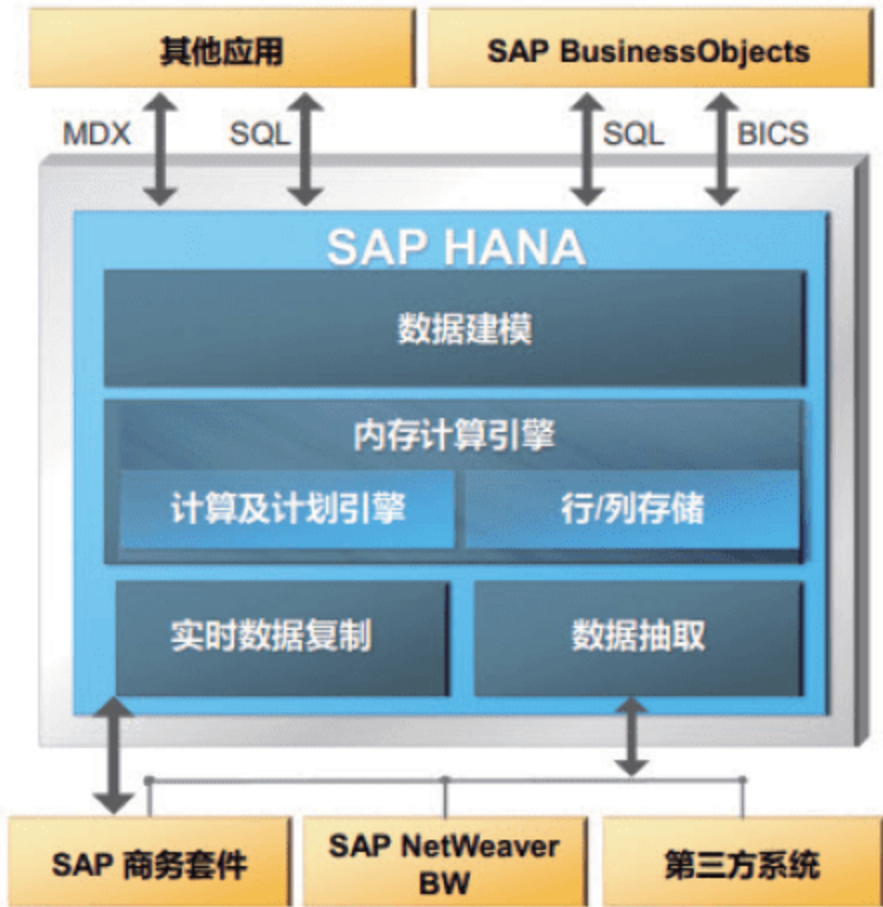 其他应用
SAP BusinessObjects
MDX
SQL
SQL
BICS
SAP HANA
数据建模
内存计算引擎
计算及计划引擎
行/列存储
实时数据复制
数据抽取
SAP 商务套件
SAP NetWeaver
BW
第三方系统